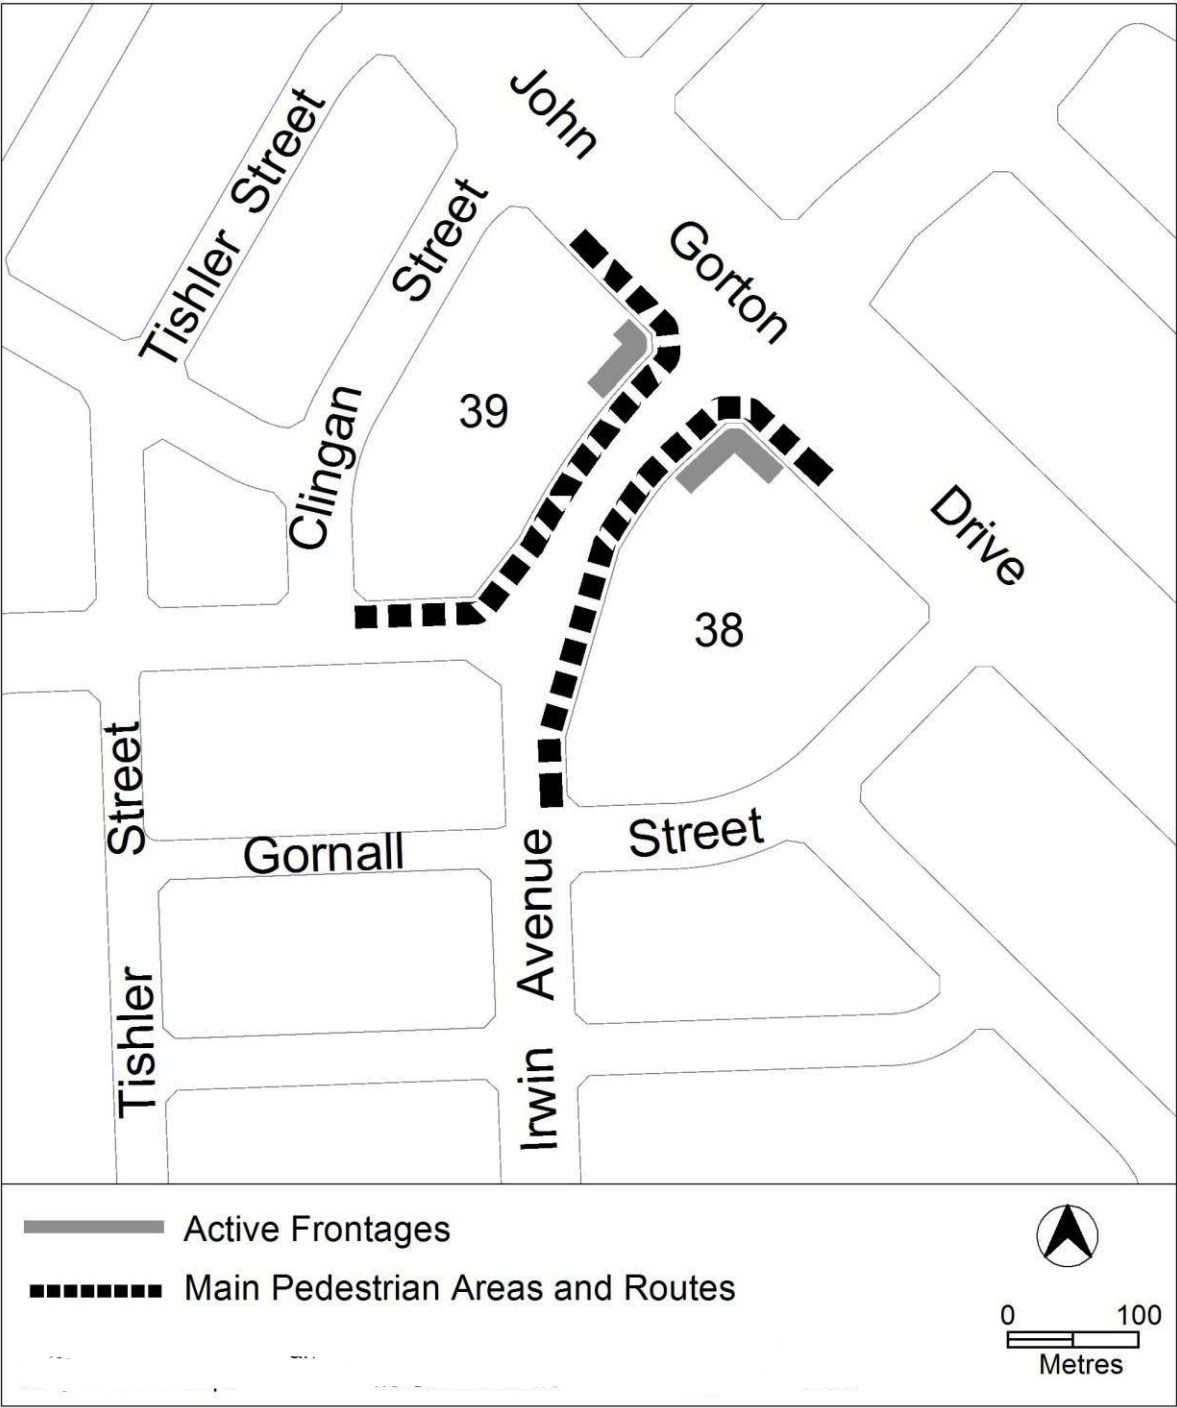 John
Gorton
Drive
Tishler Street
Street
Clingan
39
38
Street
Tishler
Gornall
Street
Avenue
Irwin
Active Frontages
Main Pedestrian Areas and Routes
0 100
Metres